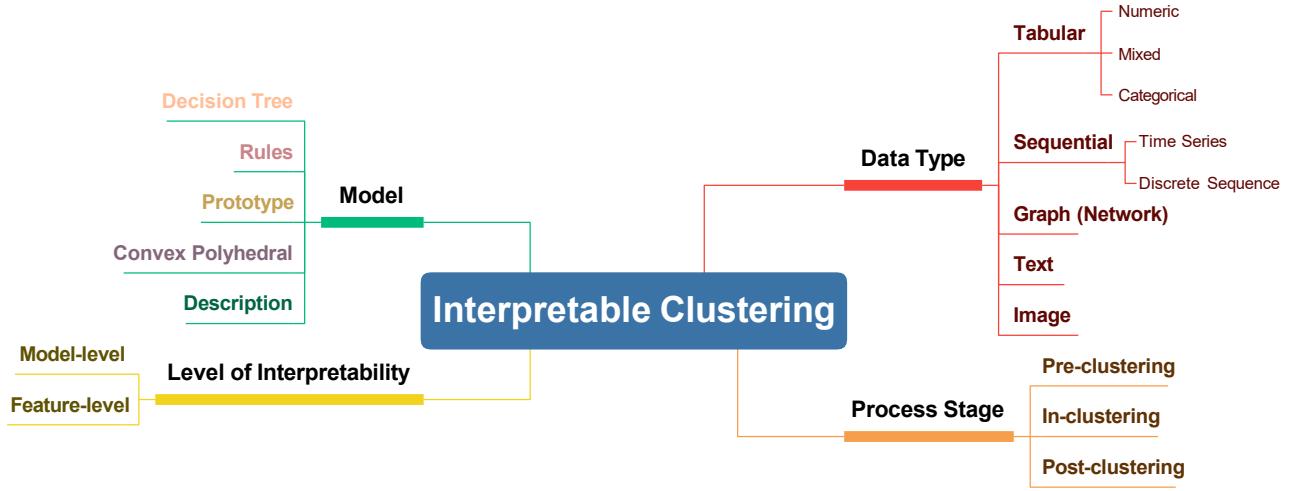 Interpretable Clustering
Model
Decision Tree
Rules
Prototype
Convex Polyhedral
Description
Level of Interpretability
Model-level
Feature-level
Data Type
Tabular
Numeric
Mixed
Categorical
Sequential
Time Series
Discrete Sequence
Graph (Network)
Text
Image
Process Stage
Pre-clustering
In-clustering
Post-clustering